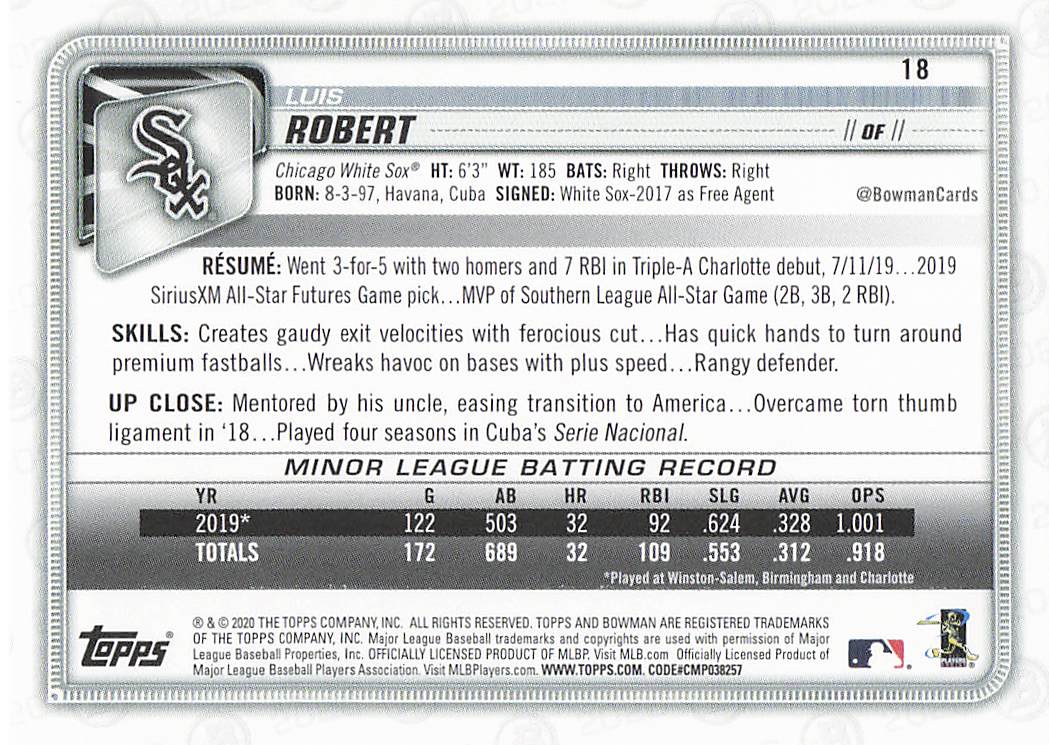 18
LUIS
ROBERT // OF //
Chicago White Sox® HT: 6'3" WT: 185 BATS: Right THROWS: Right
BORN: 8-3-97, Havana, Cuba SIGNED: White Sox-2017 as Free Agent @BowmanCards
Sox
RÉSUMÉ: Went 3-for-5 with two homers and 7 RBI in Triple-A Charlotte debut, 7/11/19...2019
SiriusXM All-Star Futures Game pick...MVP of Southern League All-Star Game (2B, 3B, 2 RBI).
SKILLS: Creates gaudy exit velocities with ferocious cut...Has quick hands to turn around
premium fastballs...Wreaks havoc on bases with plus speed...Rangy defender.
UP CLOSE: Mentored by his uncle, easing transition to America...Overcame torn thumb
ligament in ‘18...Played four seasons in Cuba's Serie Nacional.
MINOR LEAGUE BATTING RECORD
YR G AB HR RBI SLG AVG OPS
2019* 122 503 32 92 .624 .328 1.001
TOTALS 172 689 32 109 .553 .312 .918
*Played at Winston-Salem, Birmingham and Charlotte
topps®
® & © 2020 THE TOPPS COMPANY, INC. ALL RIGHTS RESERVED. TOPPS AND BOWMAN ARE REGISTERED TRADEMARKS
OF THE TOPPS COMPANY, INC. Major League Baseball trademarks and copyrights are used with permission of Major
League Baseball Properties, Inc. OFFICIALLY LICENSED PRODUCT OF MLBP. Visit MLB.com Officially Licensed Product of
Major League Baseball Players Association. Visit MLBPlayers.com. WWW.TOPPS.COM. CODE#CMP038257
PLAYERS